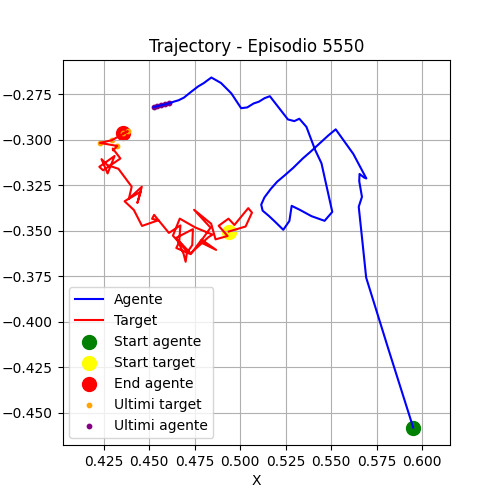 Trajectory - Episodio 5550
−0.275
−0.300
−0.325
−0.350
−0.375
−0.400
−0.425
−0.450
Agente
Target
Start agente
Start target
End agente
Ultimi target
Ultimi agente
0.425 0.450 0.475 0.500 0.525 0.550 0.575 0.600
X